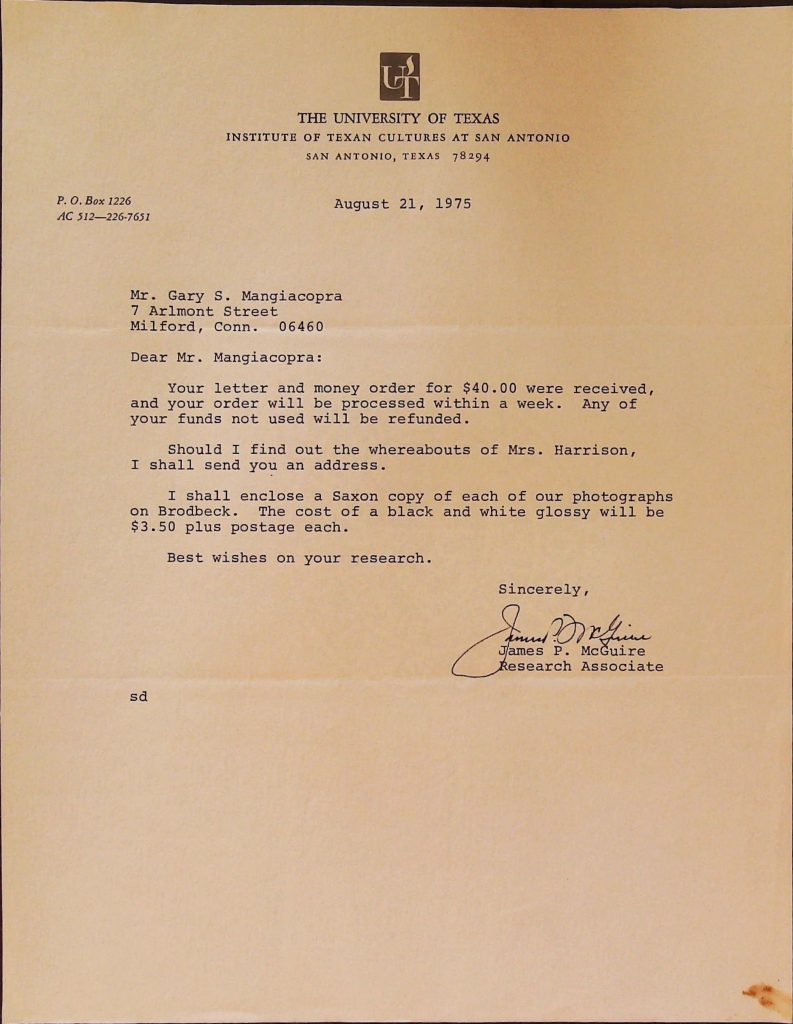 UT
THE UNIVERSITY OF TEXAS
INSTITUTE OF TEXAN CULTURES AT SAN ANTONIO
SAN ANTONIO, TEXAS 78294
P. O. Box 1226
AC 512—226-7651
August 21, 1975
Mr. Gary S. Mangiacopra
7 Arlmont Street
Milford, Conn. 06460
Dear Mr. Mangiacopra:
Your letter and money order for $40.00 were received,
and your order will be processed within a week. Any of
your funds not used will be refunded.
Should I find out the whereabouts of Mrs. Harrison,
I shall send you an address.
I shall enclose a Saxon copy of each of our photographs
on Brodbeck. The cost of a black and white glossy will be
$3.50 plus postage each.
Best wishes on your research.
Sincerely,
James P. McGuire
James P. McGuire
Research Associate
sd